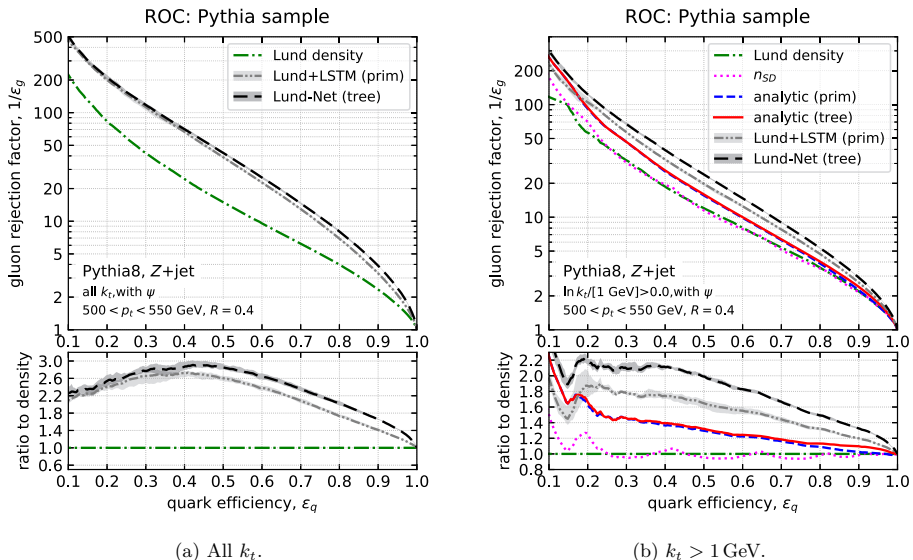 ROC: Pythia sample
500
200
100
50
20
10
5
2
1
gluon rejection factor, 1/εg
Lund density
Lund+LSTM (prim)
Lund-Net (tree)
Pythia8, Z+jet
all kt,with ψ
500 < pt < 550 GeV, R = 0.4
0.1 0.2 0.3 0.4 0.5 0.6 0.7 0.8 0.9 1.0
3.0
2.6
2.2
1.8
1.4
1.0
0.6
ratio to density
0.1 0.2 0.3 0.4 0.5 0.6 0.7 0.8 0.9 1.0
quark efficiency, εq
(a) All kt.
ROC: Pythia sample
300
200
100
50
20
10
5
2
1
gluon rejection factor, 1/εg
Lund density
nSD
analytic (prim)
analytic (tree)
Lund+LSTM (prim)
Lund-Net (tree)
Pythia8, Z+jet
ln kt/[1 GeV]>0.0,with ψ
500 < pt < 550 GeV, R = 0.4
0.1 0.2 0.3 0.4 0.5 0.6 0.7 0.8 0.9 1.0
2.2
2.0
1.8
1.6
1.4
1.2
1.0
0.8
ratio to density
0.1 0.2 0.3 0.4 0.5 0.6 0.7 0.8 0.9 1.0
quark efficiency, εq
(b) kt > 1 GeV.